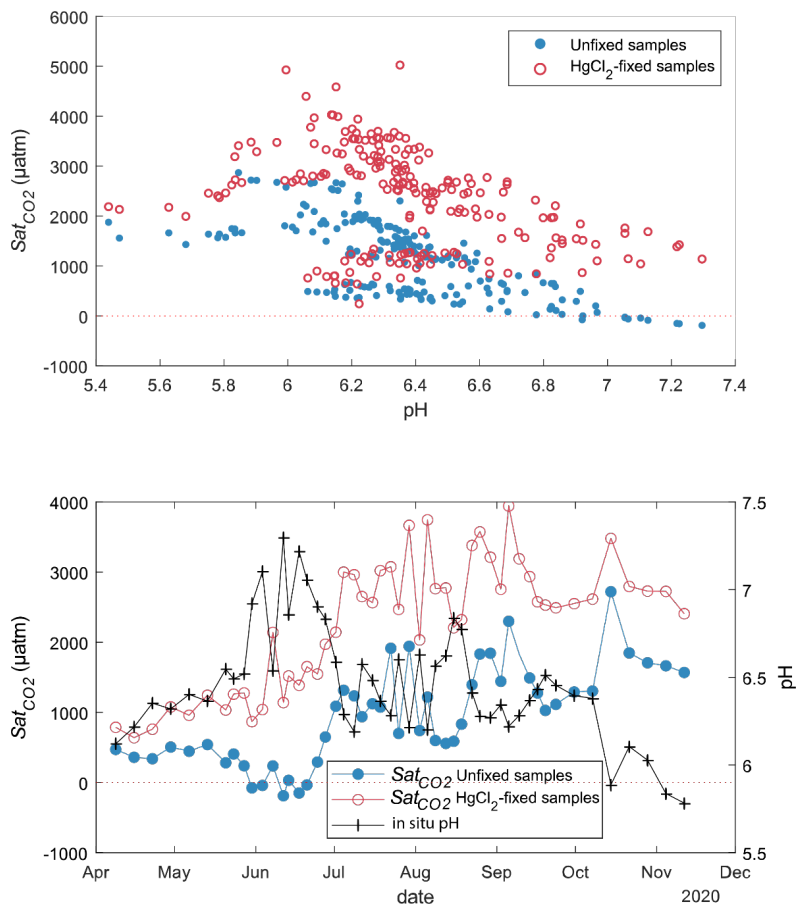 6000
5000
4000
3000
2000
1000
0
-1000
Sat_CO2 (µatm)
Unfixed samples
HgCl2-fixed samples
5.4 5.6 5.8 6 6.2 6.4 6.6 6.8 7 7.2 7.4
pH
4000
3000
2000
1000
0
-1000
Sat_CO2 (µatm)
7.5
7
6.5
6
5.5
pH
Sat_CO2 Unfixed samples
Sat_CO2 HgCl2-fixed samples
in situ pH
Apr May Jun Jul Aug Sep Oct Nov Dec
date 2020